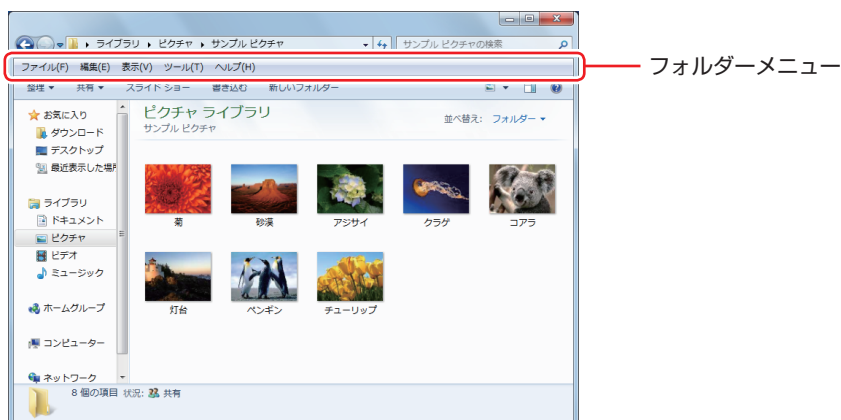 ライブラリ ▸ ピクチャ ▸ サンプル ピクチャ
サンプル ピクチャの検索
ファイル(F) 編集(E) 表示(V) ツール(T) ヘルプ(H)
フォルダーメニュー
整理 ▼ 共有 ▼ スライド ショー 書き込む 新しいフォルダー
お気に入り
ダウンロード
デスクトップ
最近表示した場所
ライブラリ
ドキュメント
ピクチャ
ビデオ
ミュージック
ホームグループ
コンピューター
ネットワーク
ピクチャ ライブラリ
サンプル ピクチャ
並べ替え: フォルダー ▼
菊 砂漠 アジサイ クラゲ コアラ
灯台 ペンギン チューリップ
8 個の項目 状況: 共有